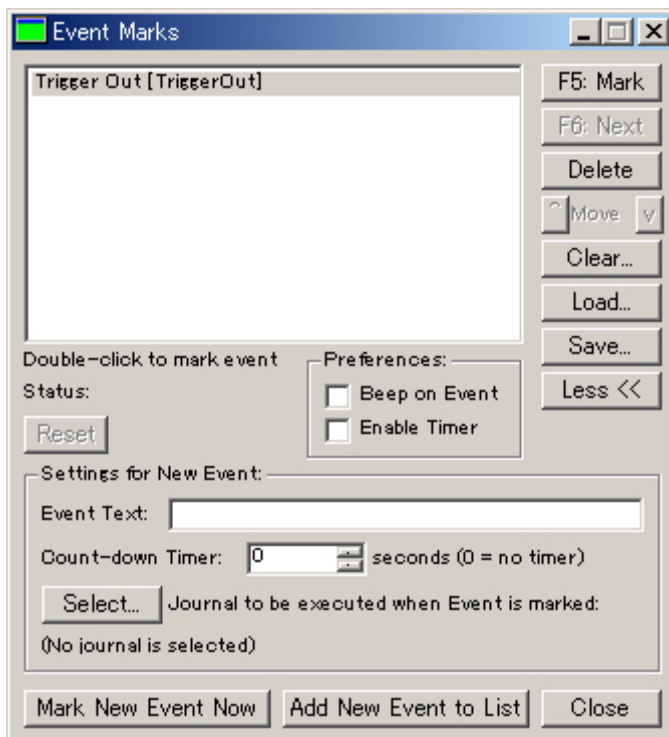 Event Marks
Trigger Out [TriggerOut]
F5: Mark
F6: Next
Delete
^ Move v
Clear...
Load...
Save...
Less <<
Double-click to mark event
Status:
Reset
Preferences:
Beep on Event
Enable Timer
Settings for New Event:
Event Text:
Count-down Timer: 0 seconds (0 = no timer)
Select... Journal to be executed when Event is marked:
(No journal is selected)
Mark New Event Now Add New Event to List Close